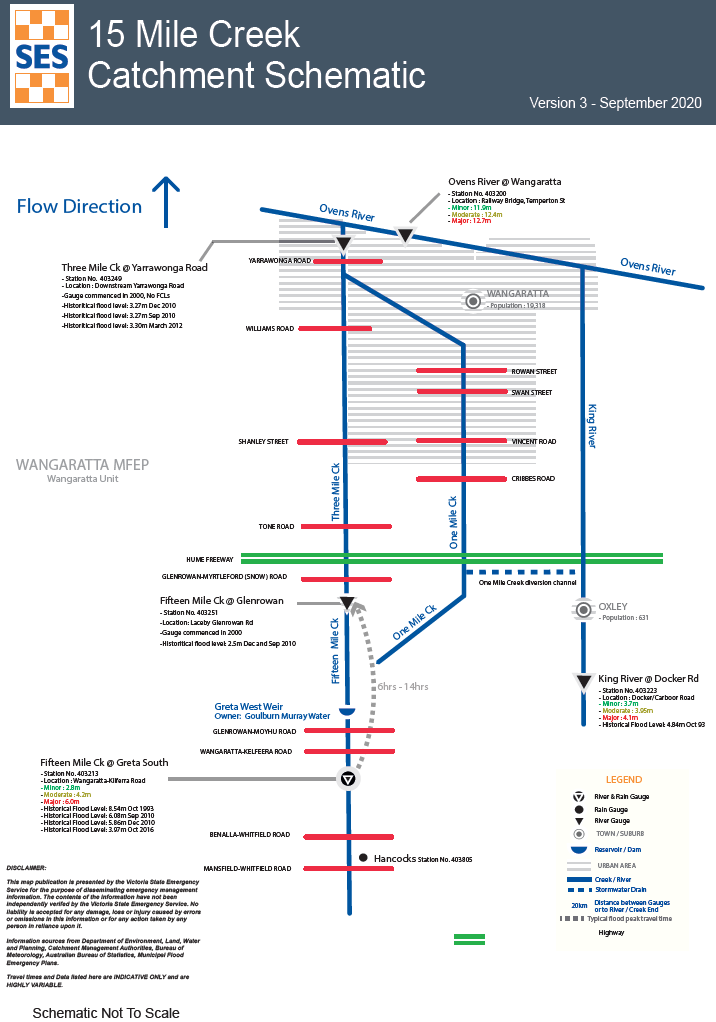 SES
15 Mile Creek
Catchment Schematic
Version 3 - September 2020
Flow Direction
Ovens River @ Wangaratta
- Station No. 403200
- Location : Railway Bridge, Temperton St
- Minor : 11.9m
- Moderate : 12.4m
- Major : 12.7m
Ovens River
Ovens River
Three Mile Ck @ Yarrawonga Road
- Station No.  403249
- Location : Downstream Yarrawonga Road
-Gauge commenced in 2000, No FCLs
-Historitical flood level: 3.27m Dec 2010
-Historitical flood level: 3.27m Sep 2010
-Historitical flood level: 3.30m March 2012
YARRAWONGA ROAD
WANGARATTA
- Population : 19,318
WILLIAMS ROAD
ROWAN STREET
SWAN STREET
King River
SHANLEY STREET
VINCENT ROAD
WANGARATTA MFEP
Wangaratta Unit
Three Mile Ck
CRIBBES ROAD
One Mile Ck
TONE ROAD
HUME FREEWAY
GLENROWAN-MYRTLEFORD (SNOW) ROAD
One Mile Creek diversion channel
Fifteen Mile Ck @ Glenrowan
- Station No. 403251
-Location: Laceby Glenrowan Rd
-Gauge commenced in 2000
-Historitical flood level: 2.5m Dec and Sep 2010
One Mile Ck
OXLEY
- Population : 631
Fifteen  Mile Ck
6hrs - 14hrs
King River @ Docker Rd
- Station No. 403223
- Location : Docker/Carboor Road
- Minor : 3.7m
- Moderate : 3.95m
- Major : 4.1m
- Historical Flood Level: 4.84m Oct 93
Greta West Weir
Owner:  Goulburn Murray Water
GLENROWAN-MOYHU ROAD
WANGARATTA-KELFEERA ROAD
Fifteen Mile Ck @ Greta South
- Station No. 403213
- Location : Wangaratta-Kilferra Road
- Minor : 2.8m
- Moderate : 4.2m
- Major : 6.0m
- Historical Flood Level: 8.54m Oct 1993
- Historical Flood Level: 6.08m Sep 2010
- Historical Flood Level: 5.86m Dec 2010
- Historical Flood Level: 3.97m Oct 2016
BENALLA-WHITFIELD ROAD
Hancocks Station No. 403805
MANSFIELD-WHITFIELD ROAD
LEGEND
River & Rain Gauge
Rain Gauge
River Gauge
TOWN / SUBURB
Reservoir / Dam
URBAN AREA
Creek / River
Stormwater Drain
20km
Distance between Gauges
or to River / Creek End
Typical flood peak travel time
Highway
DISCLAIMER:
This map publication is presented by the Victoria State Emergency
Service for the purpose of disseminating emergency management
information. The contents of the information have not been
independently verified by the Victoria State Emergency Service. No
liability is accepted for any damage, loss or injury caused by errors
or omissions in this information or for any action taken by any
person in reliance upon it.
Information sources from Department of Environment, Land, Water
and Planning, Catchment Management Authorities, Bureau of
Meteorology, Australian Bureau of Statistics, Municipal Flood
Emergency Plans.
Travel times and Data listed here are INDICATIVE ONLY and are
HIGHLY VARIABLE.
Schematic Not To Scale